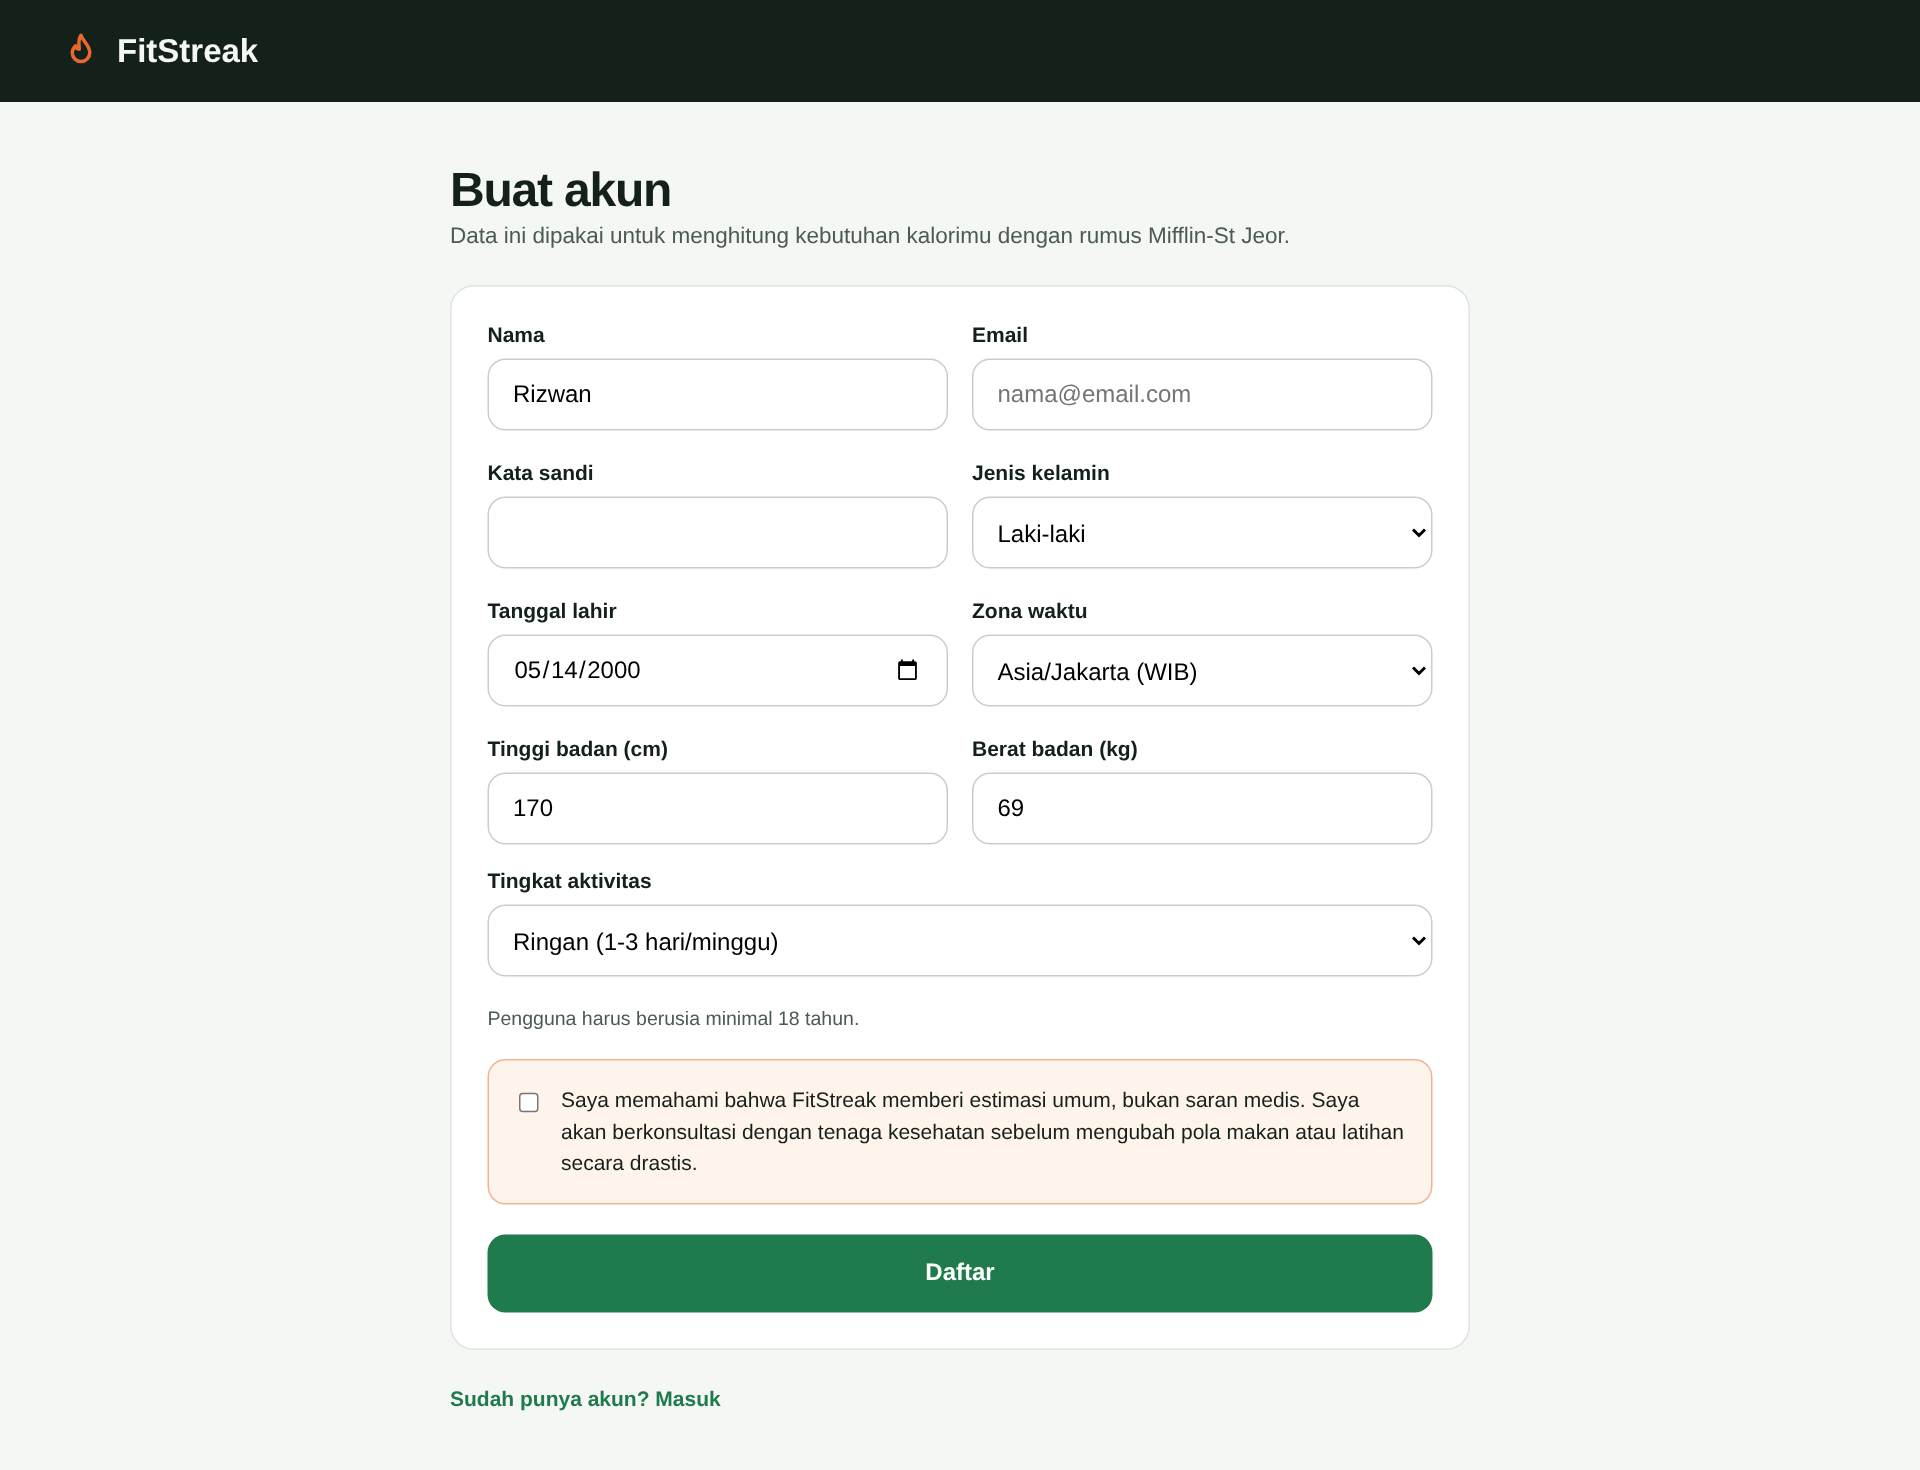 FitStreak
Buat akun
Data ini dipakai untuk menghitung kebutuhan kalorimu dengan rumus Mifflin-St Jeor.
Nama
Email
Rizwan
nama@email.com
Kata sandi
Jenis kelamin
Laki-laki
Tanggal lahir
Zona waktu
05/14/2000
Asia/Jakarta (WIB)
Tinggi badan (cm)
Berat badan (kg)
170
69
Tingkat aktivitas
Ringan (1-3 hari/minggu)
Pengguna harus berusia minimal 18 tahun.
Saya memahami bahwa FitStreak memberi estimasi umum, bukan saran medis. Saya
akan berkonsultasi dengan tenaga kesehatan sebelum mengubah pola makan atau latihan
secara drastis.
Daftar
Sudah punya akun? Masuk